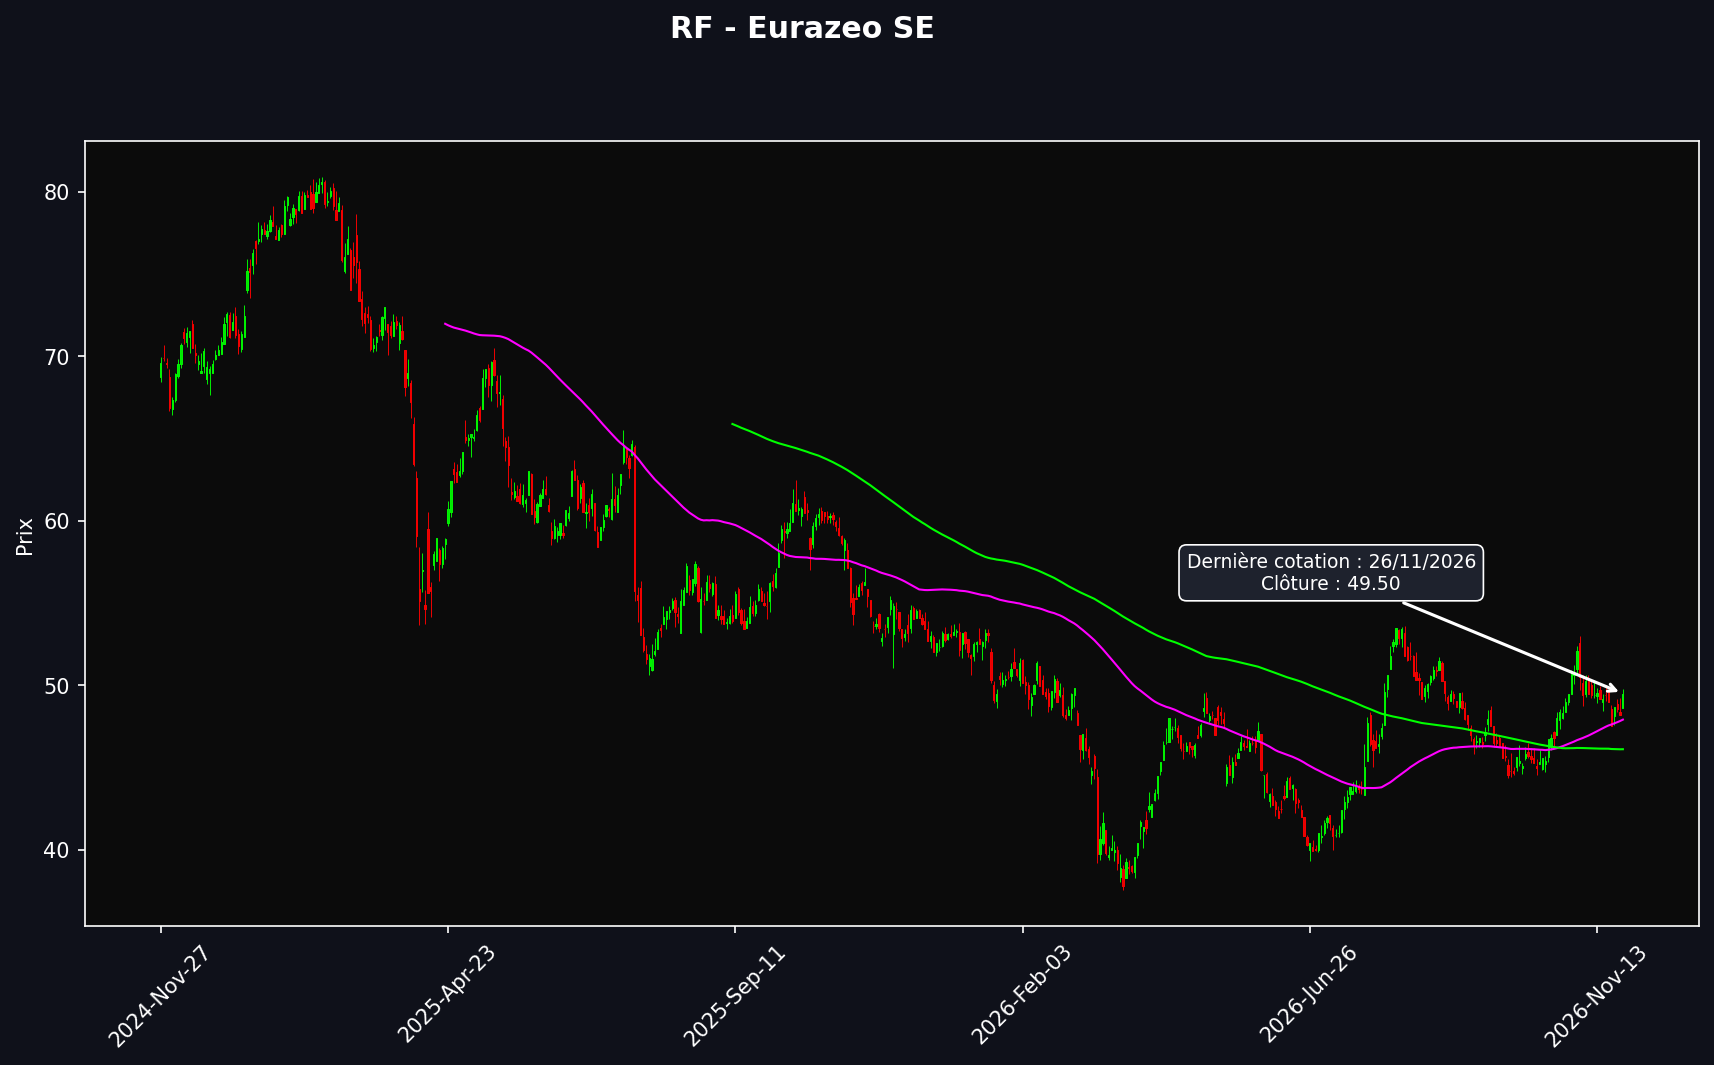 RF - Eurazeo SE
Prix
80
70
60
50
40
Dernière cotation : 26/11/2026
Clôture : 49.50
2024-Nov-27
2025-Apr-23
2025-Sep-11
2026-Feb-03
2026-Jun-26
2026-Nov-13